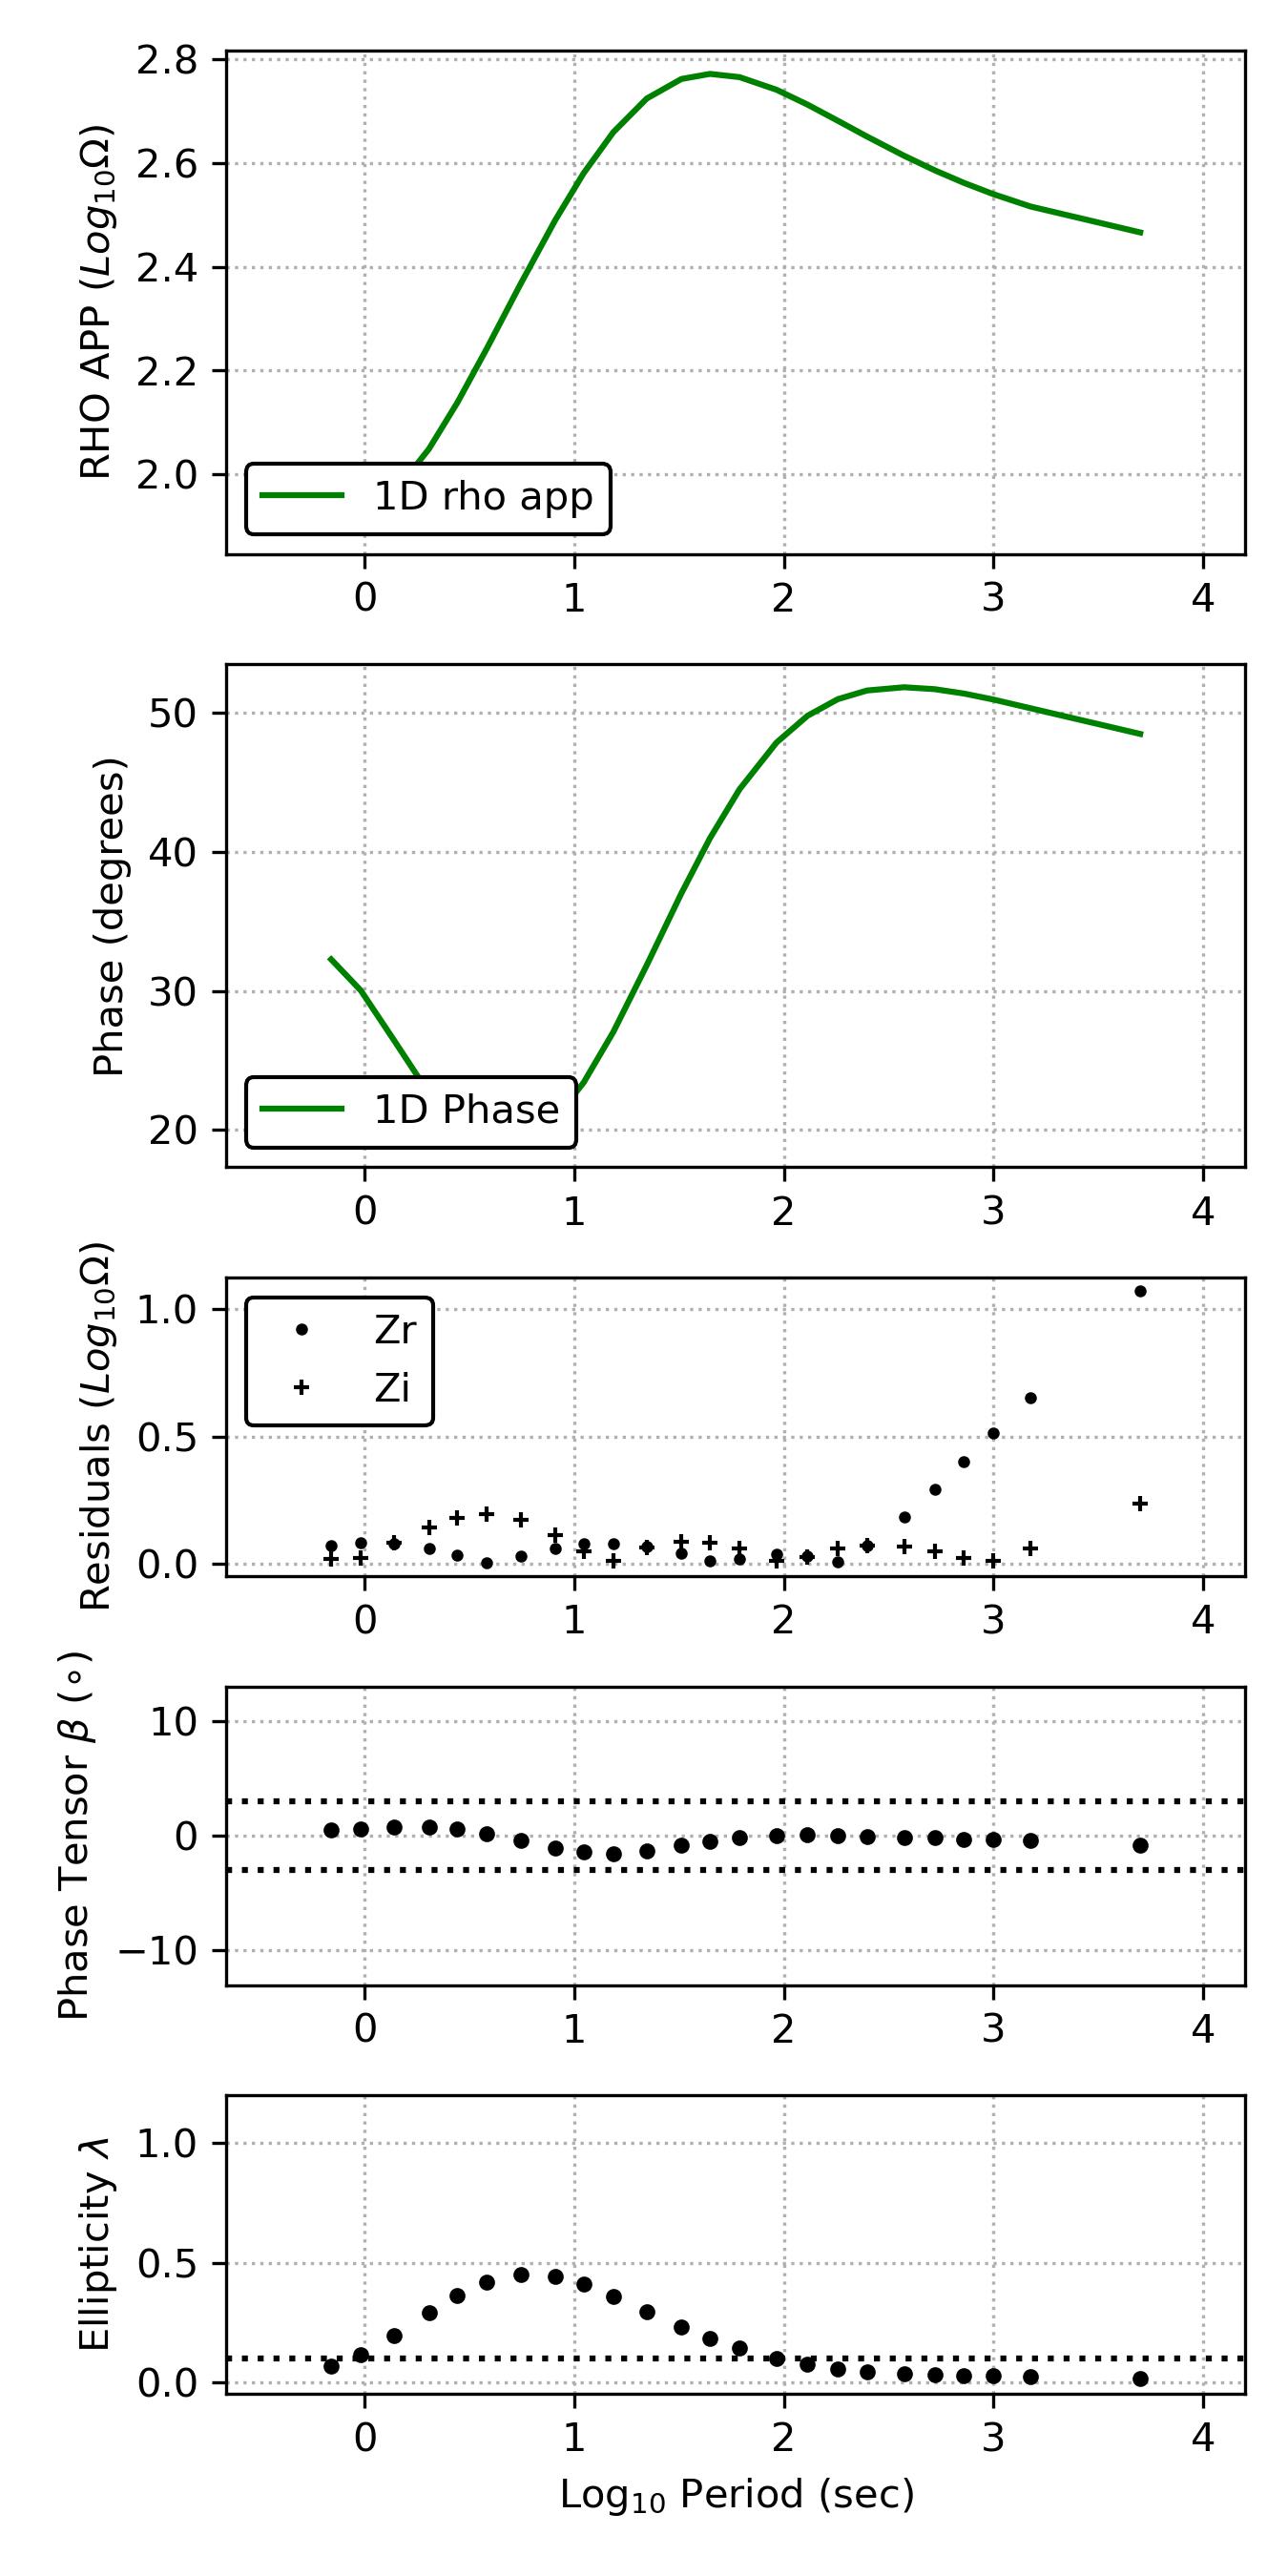 2.8
2.6
2.4
2.2
2.0
RHO APP (Log₁₀Ω)
1D rho app
0 1 2 3 4
50
40
30
20
Phase (degrees)
1D Phase
0 1 2 3 4
1.0
0.5
0.0
Residuals (Log₁₀Ω)
Zr
Zi
0 1 2 3 4
10
0
−10
Phase Tensor β (∘)
0 1 2 3 4
1.0
0.5
0.0
Ellipticity λ
0 1 2 3 4
Log₁₀ Period (sec)